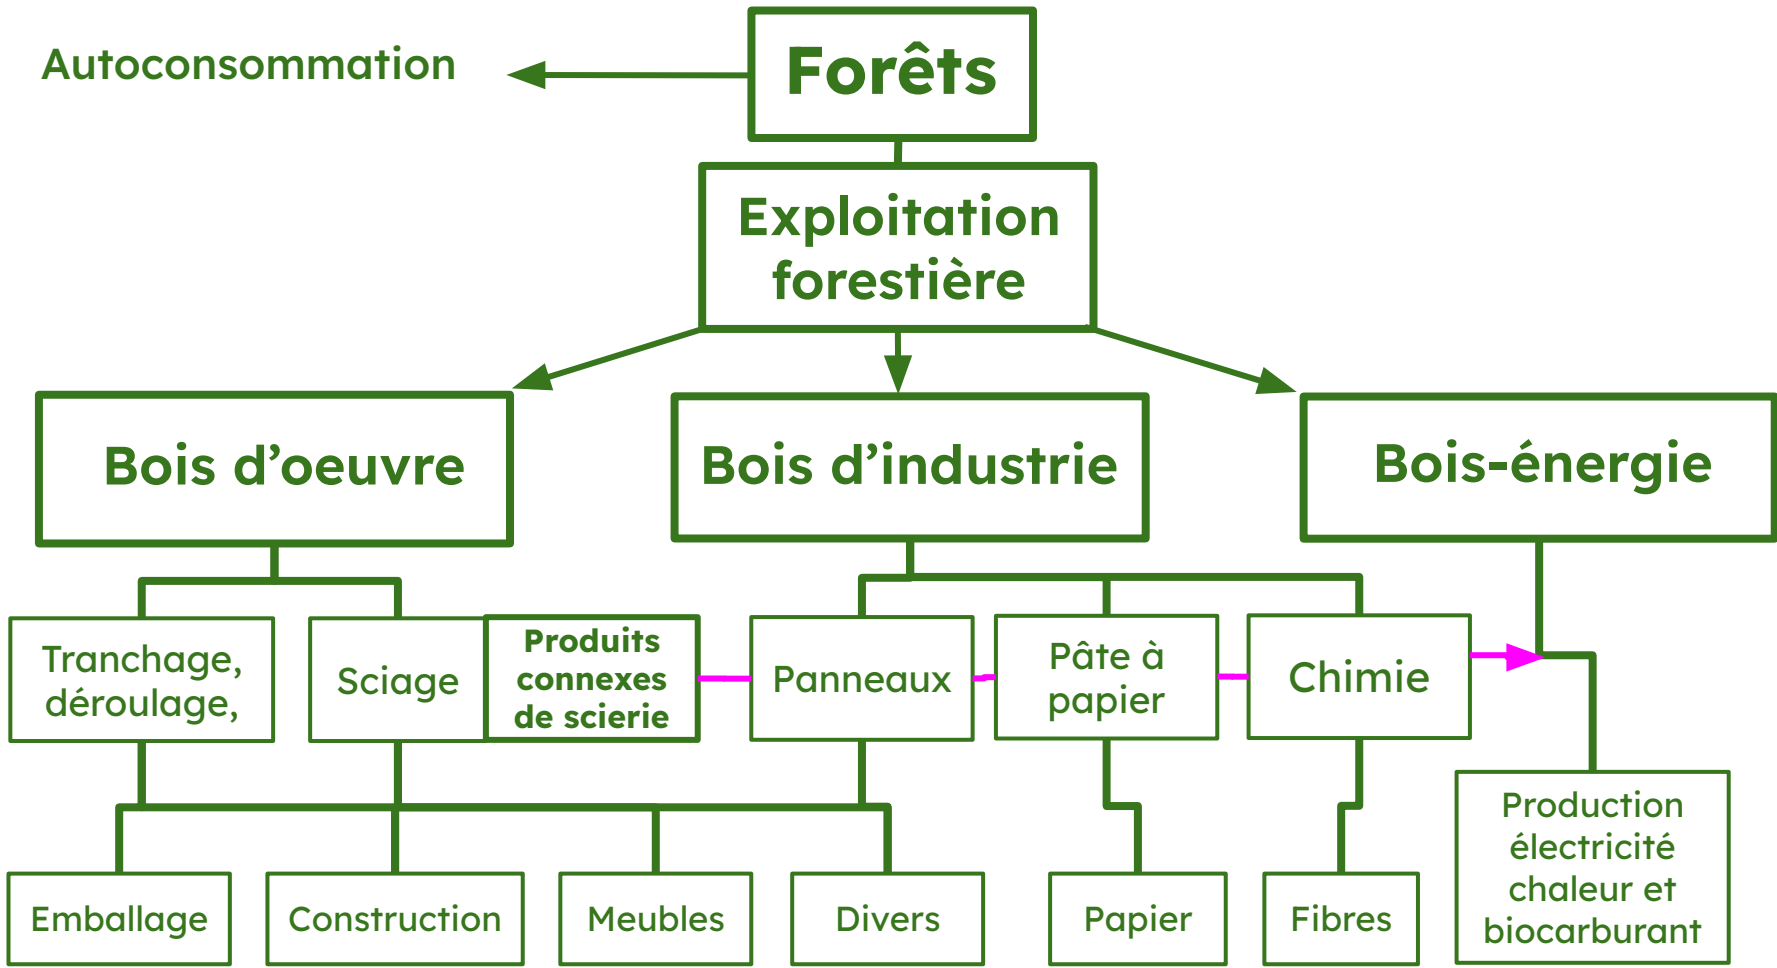 Autoconsommation
Forêts
Exploitation
forestière
Bois d’oeuvre
Bois d’industrie
Bois-énergie
Tranchage,
déroulage,
Sciage
Produits
connexes
de scierie
Panneaux
Pâte à
papier
Chimie
Emballage
Construction
Meubles
Divers
Papier
Fibres
Production
électricité
chaleur et
biocarburant